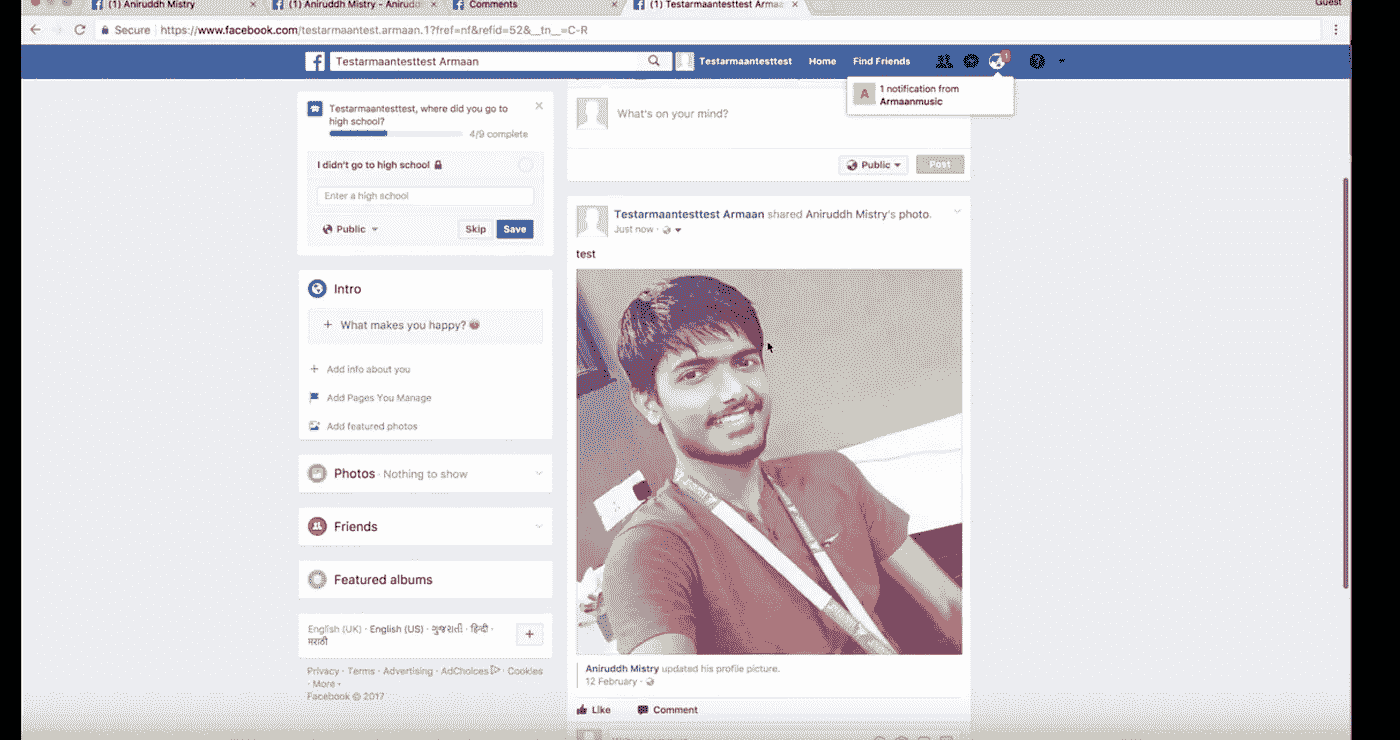 (1) Aniruddh Mistry
(1) Aniruddh Mistry - Anirudd
Comments
(1) Testarmaantesttest Armaa
Guest
Secure
https://www.facebook.com/testarmaantest.armaan.1?fref=nf&refid=52&__tn__=C-R
Testarmaantesttest Armaan
Testarmaantesttest
Home
Find Friends
1
A
1 notification from
Armaanmusic
Testarmaantesttest, where did you go to
high school?
4/9 complete
I didn't go to high school
Enter a high school
Public
Skip
Save
Intro
+ What makes you happy?
+ Add info about you
Add Pages You Manage
Add featured photos
Photos · Nothing to show
Friends
Featured albums
English (UK) · English (US) · ગુજરાતી · हिन्दी ·
मराठी
+
Privacy · Terms · Advertising · AdChoices · Cookies
· More ·
Facebook © 2017
What's on your mind?
Public
Post
Testarmaantesttest Armaan shared Aniruddh Mistry's photo.
Just now ·
test
Aniruddh Mistry updated his profile picture.
12 February ·
Like
Comment